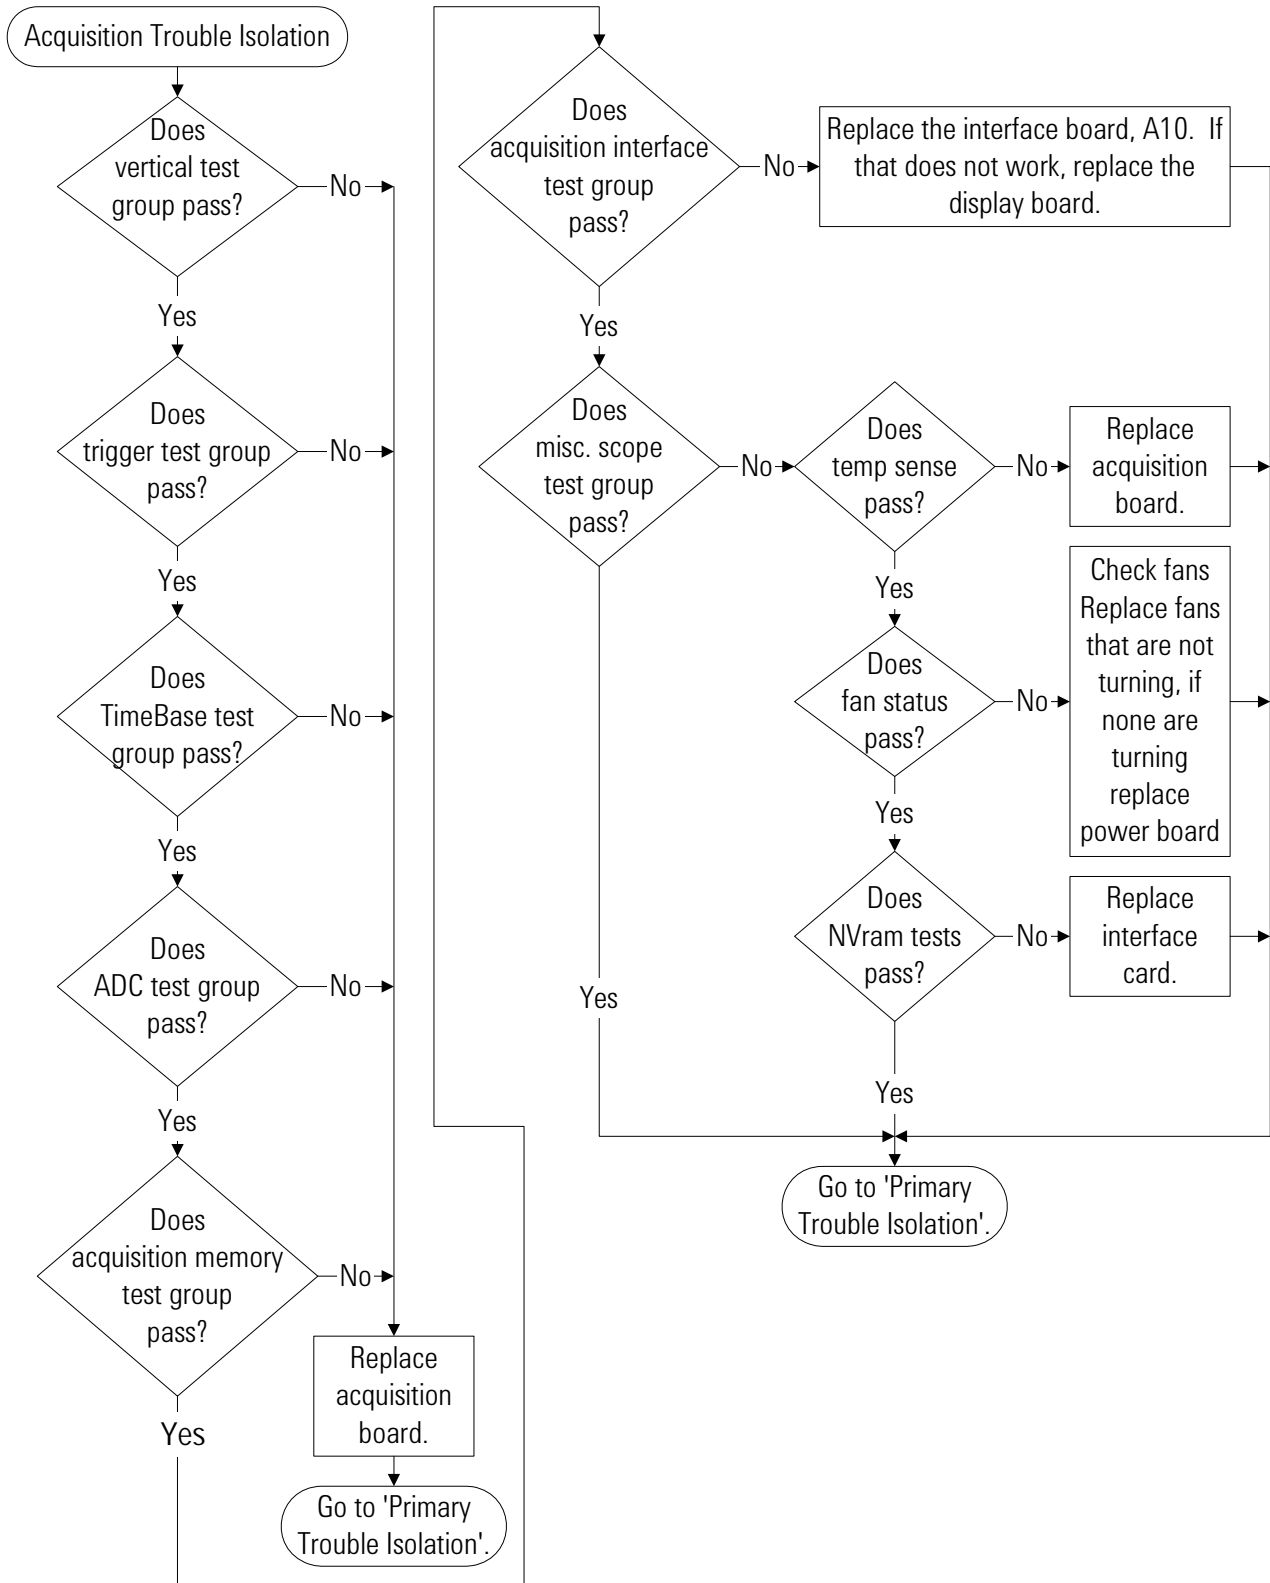 Acquisition Trouble Isolation
Does
vertical test
group pass?
No
Yes
Does
trigger test group
pass?
No
Yes
Does
TimeBase test
group pass?
No
Yes
Does
ADC test group
pass?
No
Yes
Does
acquisition memory
test group
pass?
No
Yes
Replace
acquisition
board.
Go to 'Primary
Trouble Isolation'.
Does
acquisition interface
test group
pass?
No
Replace the interface board, A10. If
that does not work, replace the
display board.
Yes
Does
misc. scope
test group
pass?
No
Yes
Does
temp sense
pass?
No
Replace
acquisition
board.
Yes
Does
fan status
pass?
No
Check fans
Replace fans
that are not
turning, if
none are
turning
replace
power board
Yes
Does
NVram tests
pass?
No
Replace
interface
card.
Yes
Go to 'Primary
Trouble Isolation'.